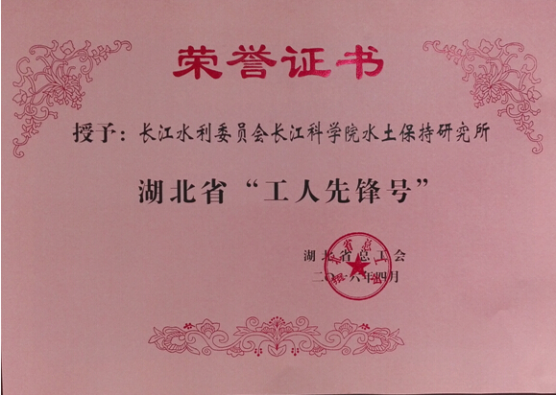 荣誉证书
授予：长江水利委员会长江科学院水土保持研究所
湖北省“工人先锋号”
湖北省总工会
二〇一六年四月